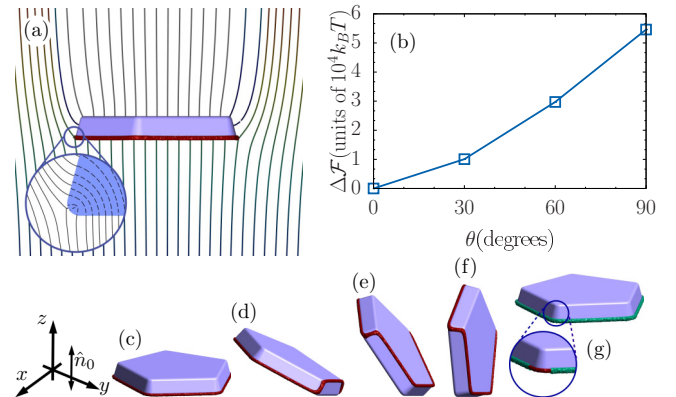 (a)
(b)
ΔF(units of 10⁴k_BT)
6
5
4
3
2
1
0
0 30 60 90
θ(degrees)
(c)
(d)
(e)
(f)
(g)
z
n̂₀
x
y